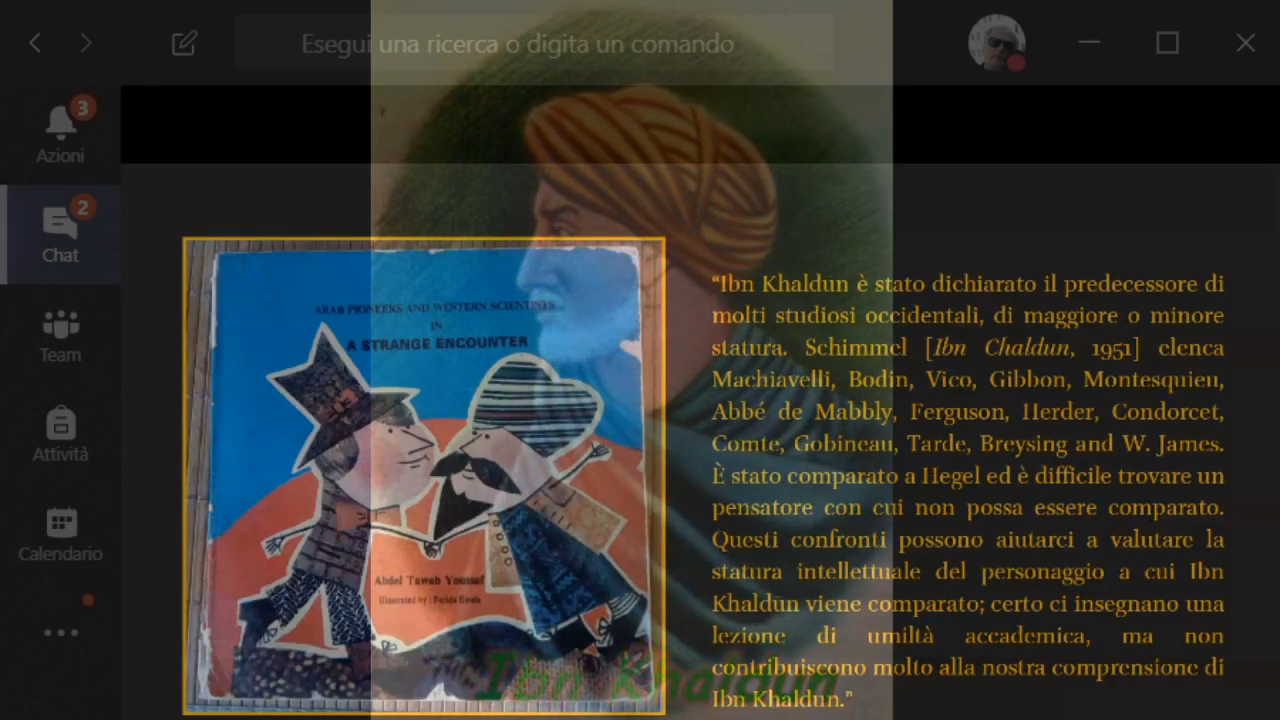 Esegui una ricerca o digita un comando
3
Azioni
2
Chat
Team
Attività
Calendario
ARAB PIONEERS AND WESTERN SCIENTISTS
IN
A STRANGE ENCOUNTER
Abdel Tawab Youssef
Illustrated by : Farida Eweis
“Ibn Khaldun è stato dichiarato il predecessore di
molti studiosi occidentali, di maggiore o minore
statura. Schimmel [Ibn Chaldun, 1951] elenca
Machiavelli, Bodin, Vico, Gibbon, Montesquieu,
Abbé de Mabbly, Ferguson, Herder, Condorcet,
Comte, Gobineau, Tarde, Breysing and W. James.
È stato comparato a Hegel ed è difficile trovare un
pensatore con cui non possa essere comparato.
Questi confronti possono aiutarci a valutare la
statura intellettuale del personaggio a cui Ibn
Khaldun viene comparato; certo ci insegnano una
lezione di umiltà accademica, ma non
contribuiscono molto alla nostra comprensione di
Ibn Khaldun.”
Ibn Khaldun